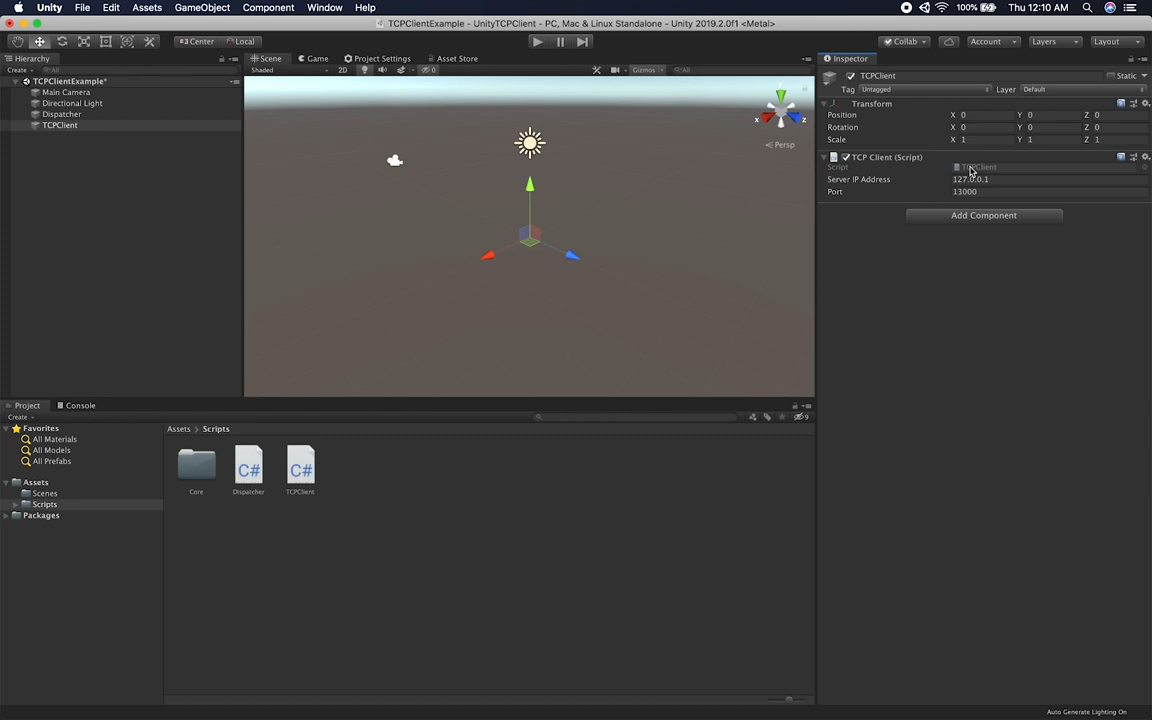 Unity File Edit Assets GameObject Component Window Help 100% Thu 12:10 AM
TCPClientExample - UnityTCPClient - PC, Mac & Linux Standalone - Unity 2019.2.0f1 <Metal>
Center Local Collab Account Layers Layout
Hierarchy Scene Game Project Settings Asset Store Inspector
Create All Shaded 2D 0 Gizmos All
TCPClientExample*
Main Camera
Directional Light
Dispatcher
TCPClient
x z
Persp
TCPClient Static
Tag Untagged Layer Default
Transform
Position X 0 Y 0 Z 0
Rotation X 0 Y 0 Z 0
Scale X 1 Y 1 Z 1
TCP Client (Script)
Script TCPClient
Server IP Address 127.0.0.1
Port 13000
Add Component
Project Console
Create 9
Favorites
All Materials
All Models
All Prefabs
Assets
Scenes
Scripts
Packages
Assets > Scripts
C# C#
Core Dispatcher TCPClient
Auto Generate Lighting On